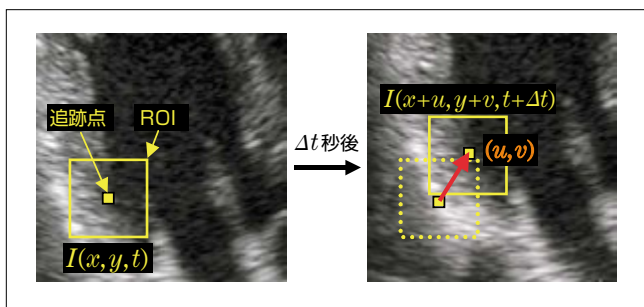 追跡点
ROI
I(x,y,t)
Δt秒後
I(x+u,y+v,t+Δt)
(u,v)